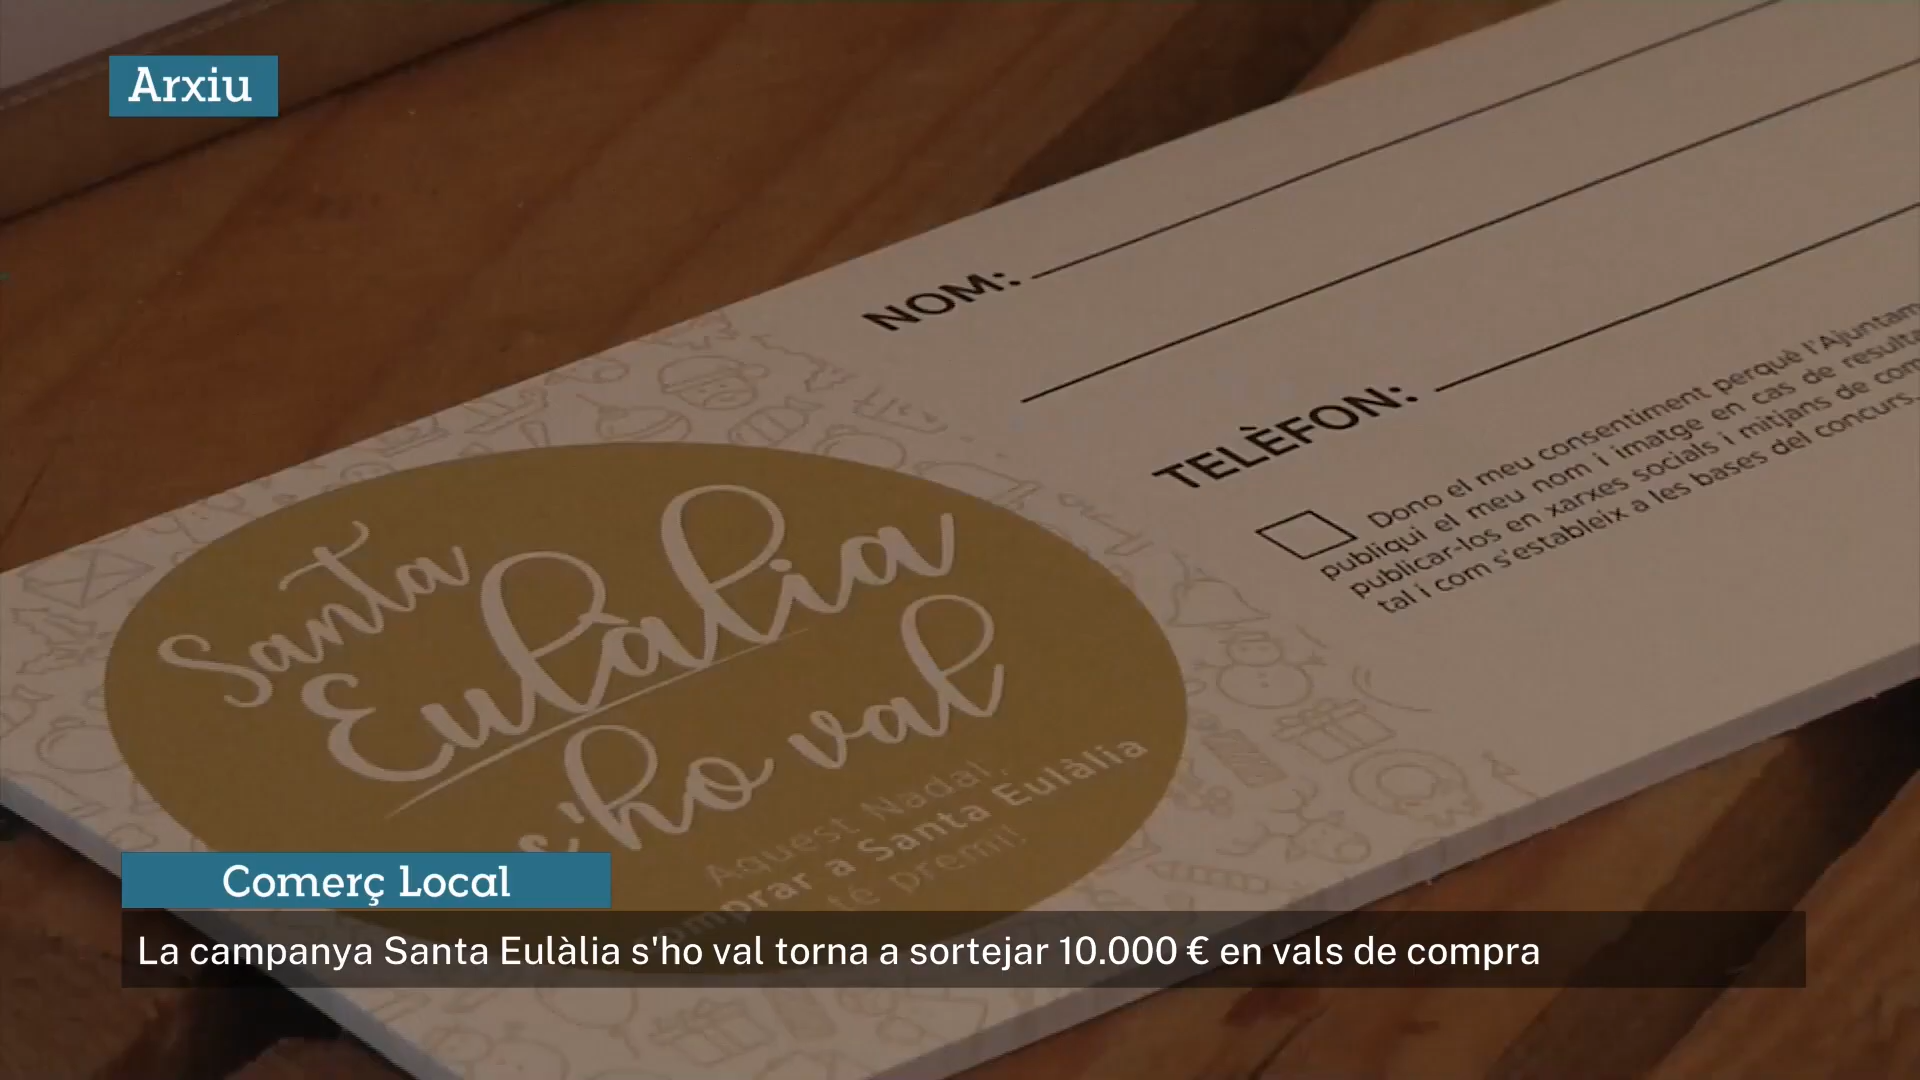 Arxiu
NOM:
TELÈFON:
Dono el meu consentiment perquè l'Ajuntam
publiqui el meu nom i imatge en cas de resulta
publicar-los en xarxes socials i mitjans de com
tal i com s'estableix a les bases del concurs.
Santa
Eulàlia
s'ho val
Aquest Nadal,
comprar a Santa Eulàlia
té premi!
Comerç Local
La campanya Santa Eulàlia s'ho val torna a sortejar 10.000 € en vals de compra